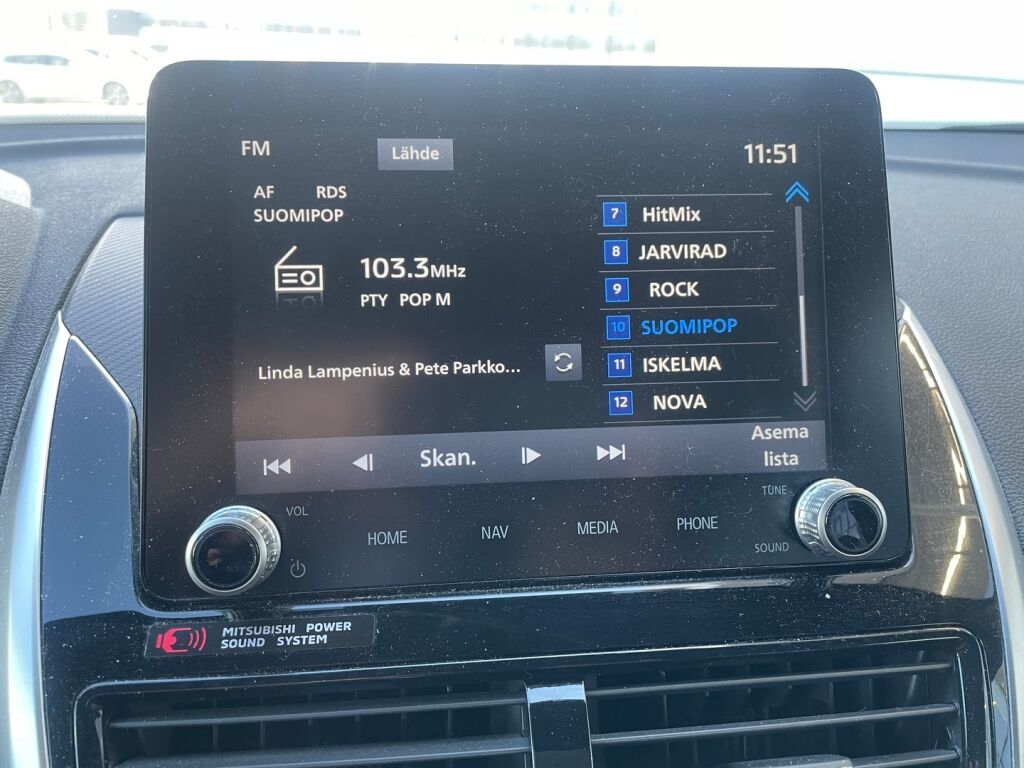 FM Lähde 11:51
AF RDS
SUOMIPOP
103.3MHz
PTY POP M
Linda Lampenius & Pete Parkko...
7 HitMix
8 JARVIRAD
9 ROCK
10 SUOMIPOP
11 ISKELMA
12 NOVA
Skan.
Asema
lista
VOL
HOME NAV MEDIA PHONE
TUNE
SOUND
MITSUBISHI POWER
SOUND SYSTEM